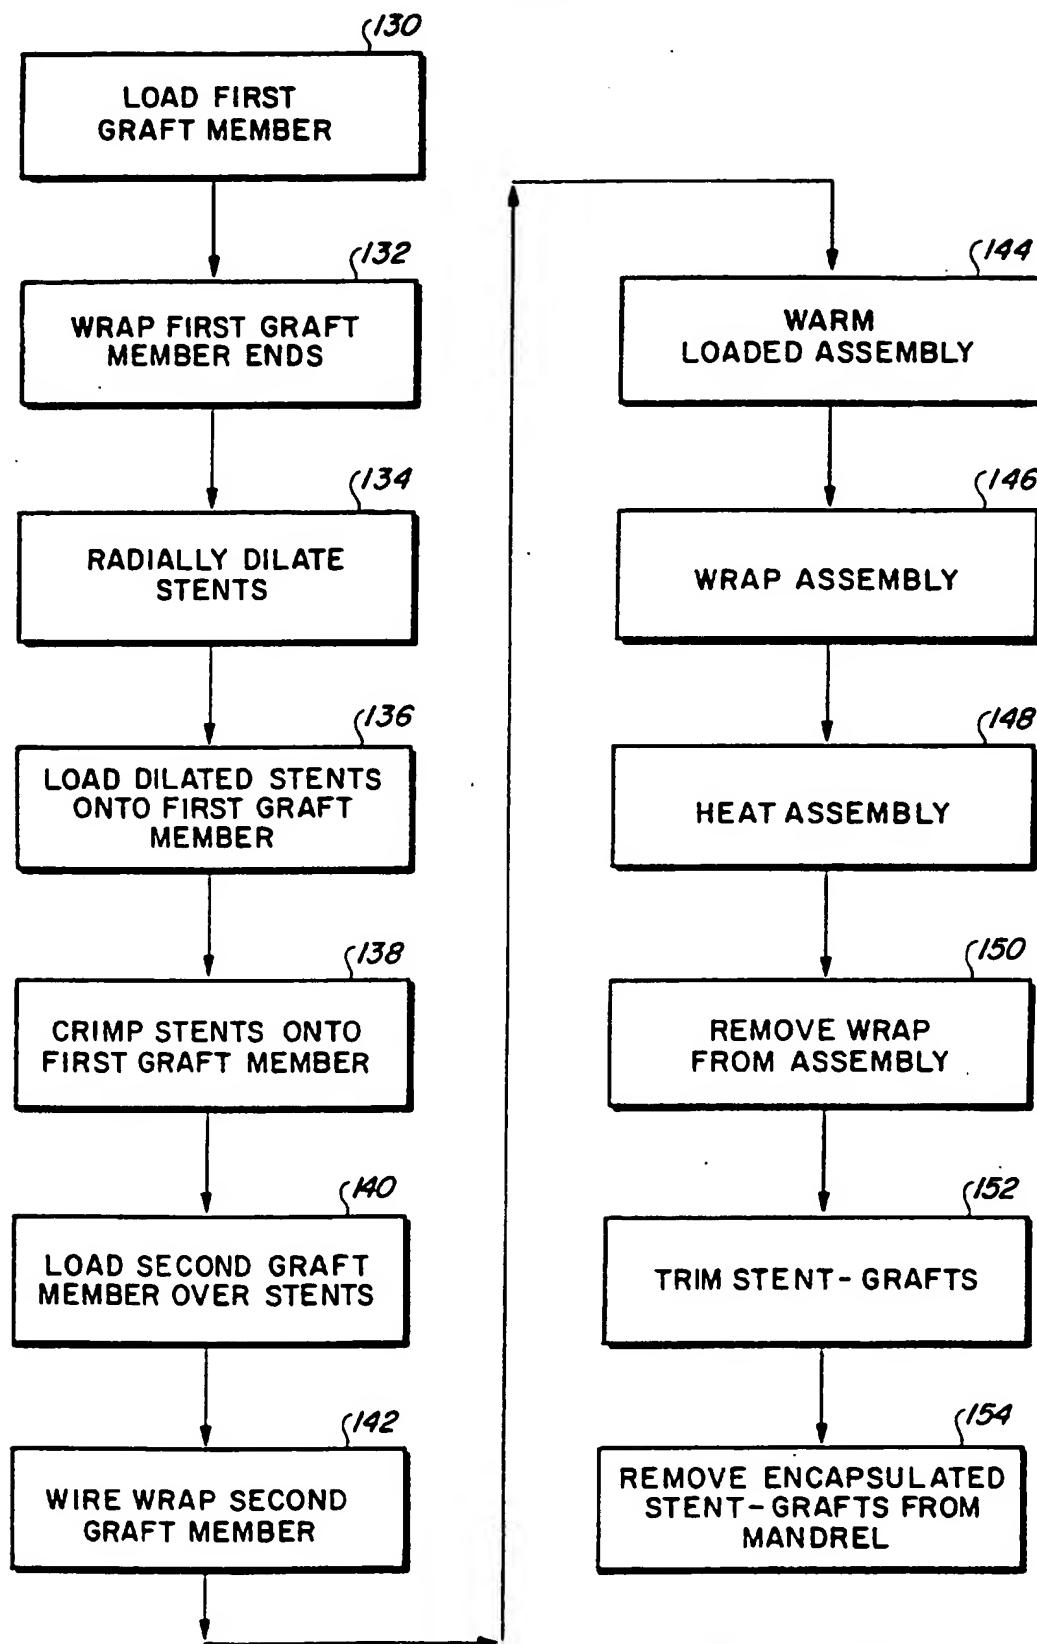 130
LOAD FIRST
GRAFT MEMBER
132
WRAP FIRST GRAFT
MEMBER ENDS
134
RADIALLY DILATE
STENTS
136
LOAD DILATED STENTS
ONTO FIRST GRAFT
MEMBER
138
CRIMP STENTS ONTO
FIRST GRAFT MEMBER
140
LOAD SECOND GRAFT
MEMBER OVER STENTS
142
WIRE WRAP SECOND
GRAFT MEMBER
144
WARM
LOADED ASSEMBLY
146
WRAP ASSEMBLY
148
HEAT ASSEMBLY
150
REMOVE WRAP
FROM ASSEMBLY
152
TRIM STENT-GRAFTS
154
REMOVE ENCAPSULATED
STENT-GRAFTS FROM
MANDREL